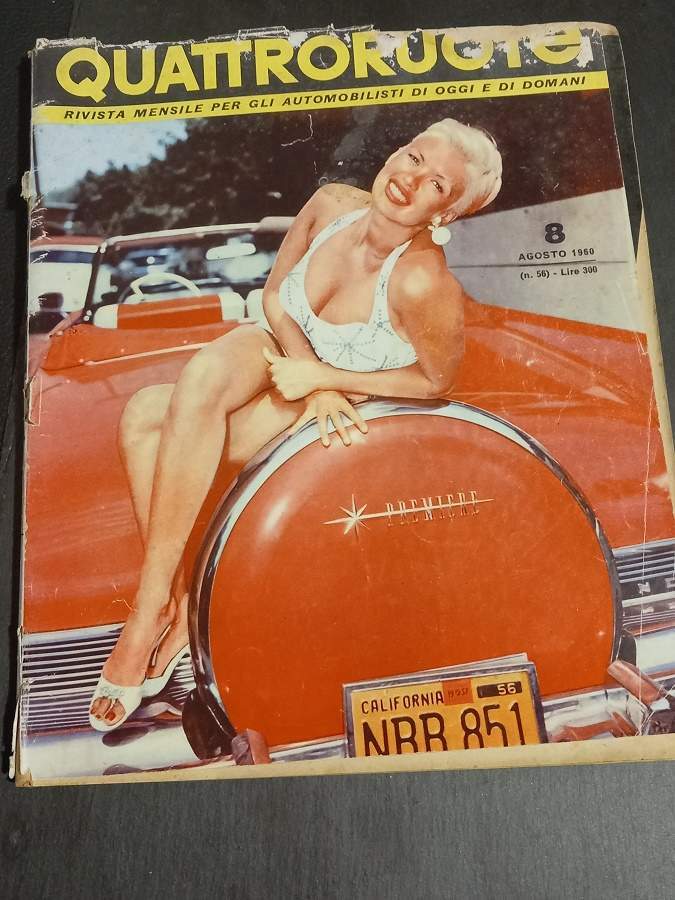 QUATTRORUOTe
RIVISTA MENSILE PER GLI AUTOMOBILISTI DI OGGI E DI DOMANI
8
AGOSTO 1960
(n. 56) - Lire 300
PREMIERE
CALIFORNIA
56
NBB 851